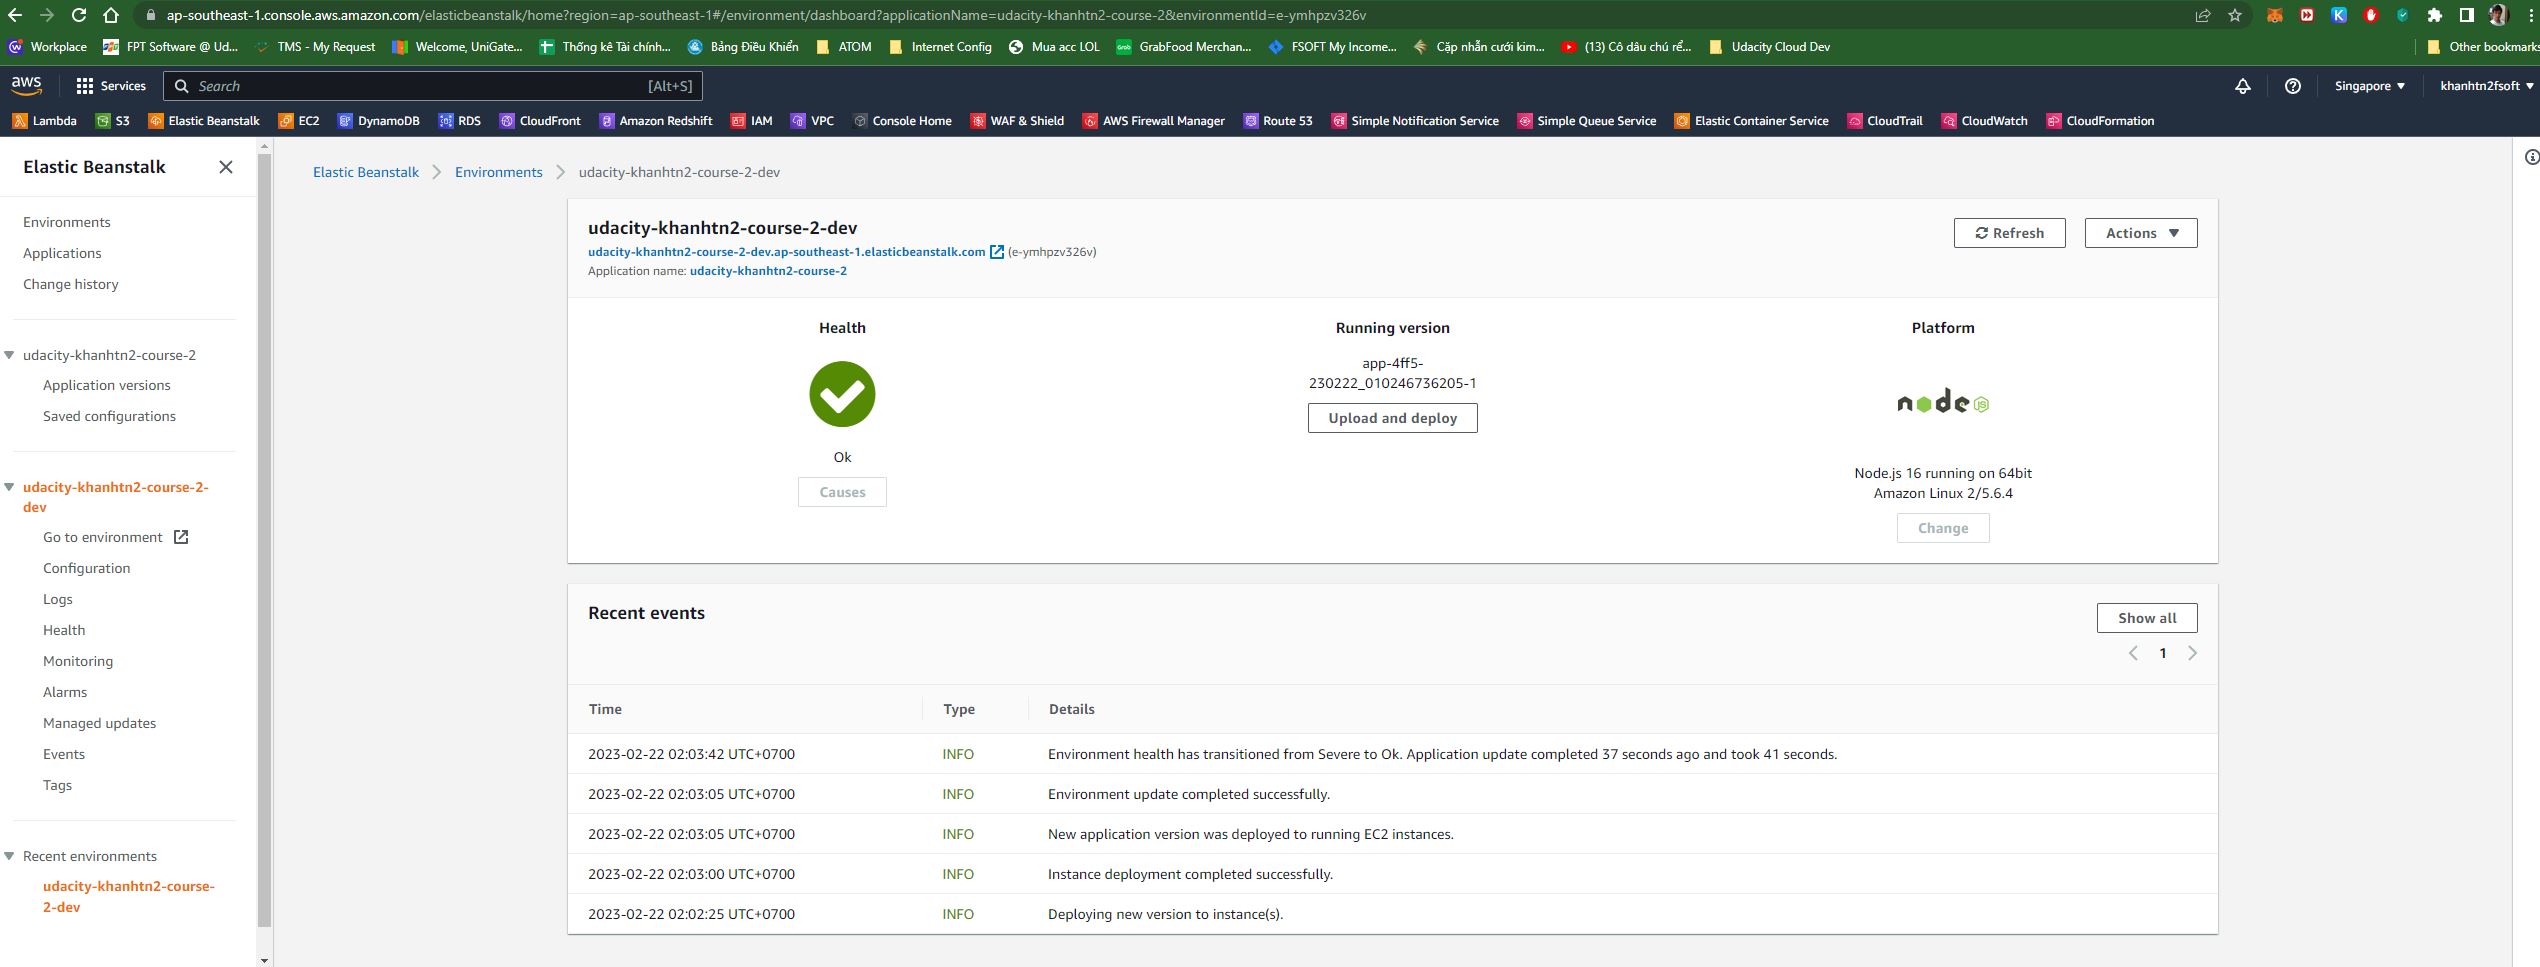 ap-southeast-1.console.aws.amazon.com/elasticbeanstalk/home?region=ap-southeast-1#/environment/dashboard?applicationName=udacity-khanhtn2-course-2&environmentId=e-ymhpzv326v
Workplace FPT Software @ Ud... TMS - My Request Welcome, UniGate... Thống kê Tài chính... Bảng Điều Khiển ATOM Internet Config Mua acc LOL GrabFood Merchan... FSOFT My Income... Cặp nhẫn cưới kim... (13) Cô dâu chú rể... Udacity Cloud Dev Other bookmarks
aws Services Search [Alt+S] Singapore khanhtn2fsoft
Lambda S3 Elastic Beanstalk EC2 DynamoDB RDS CloudFront Amazon Redshift IAM VPC Console Home WAF & Shield AWS Firewall Manager Route 53 Simple Notification Service Simple Queue Service Elastic Container Service CloudTrail CloudWatch CloudFormation
Elastic Beanstalk
Environments
Applications
Change history
udacity-khanhtn2-course-2
Application versions
Saved configurations
udacity-khanhtn2-course-2-
dev
Go to environment
Configuration
Logs
Health
Monitoring
Alarms
Managed updates
Events
Tags
Recent environments
udacity-khanhtn2-course-
2-dev
Elastic Beanstalk Environments udacity-khanhtn2-course-2-dev
udacity-khanhtn2-course-2-dev
Refresh Actions
udacity-khanhtn2-course-2-dev.ap-southeast-1.elasticbeanstalk.com (e-ymhpzv326v)
Application name: udacity-khanhtn2-course-2
Health
Ok
Causes
Running version
app-4ff5-
230222_010246736205-1
Upload and deploy
Platform
node JS
Node.js 16 running on 64bit
Amazon Linux 2/5.6.4
Change
Recent events
Show all
1
Time Type Details
2023-02-22 02:03:42 UTC+0700 INFO Environment health has transitioned from Severe to Ok. Application update completed 37 seconds ago and took 41 seconds.
2023-02-22 02:03:05 UTC+0700 INFO Environment update completed successfully.
2023-02-22 02:03:05 UTC+0700 INFO New application version was deployed to running EC2 instances.
2023-02-22 02:03:00 UTC+0700 INFO Instance deployment completed successfully.
2023-02-22 02:02:25 UTC+0700 INFO Deploying new version to instance(s).